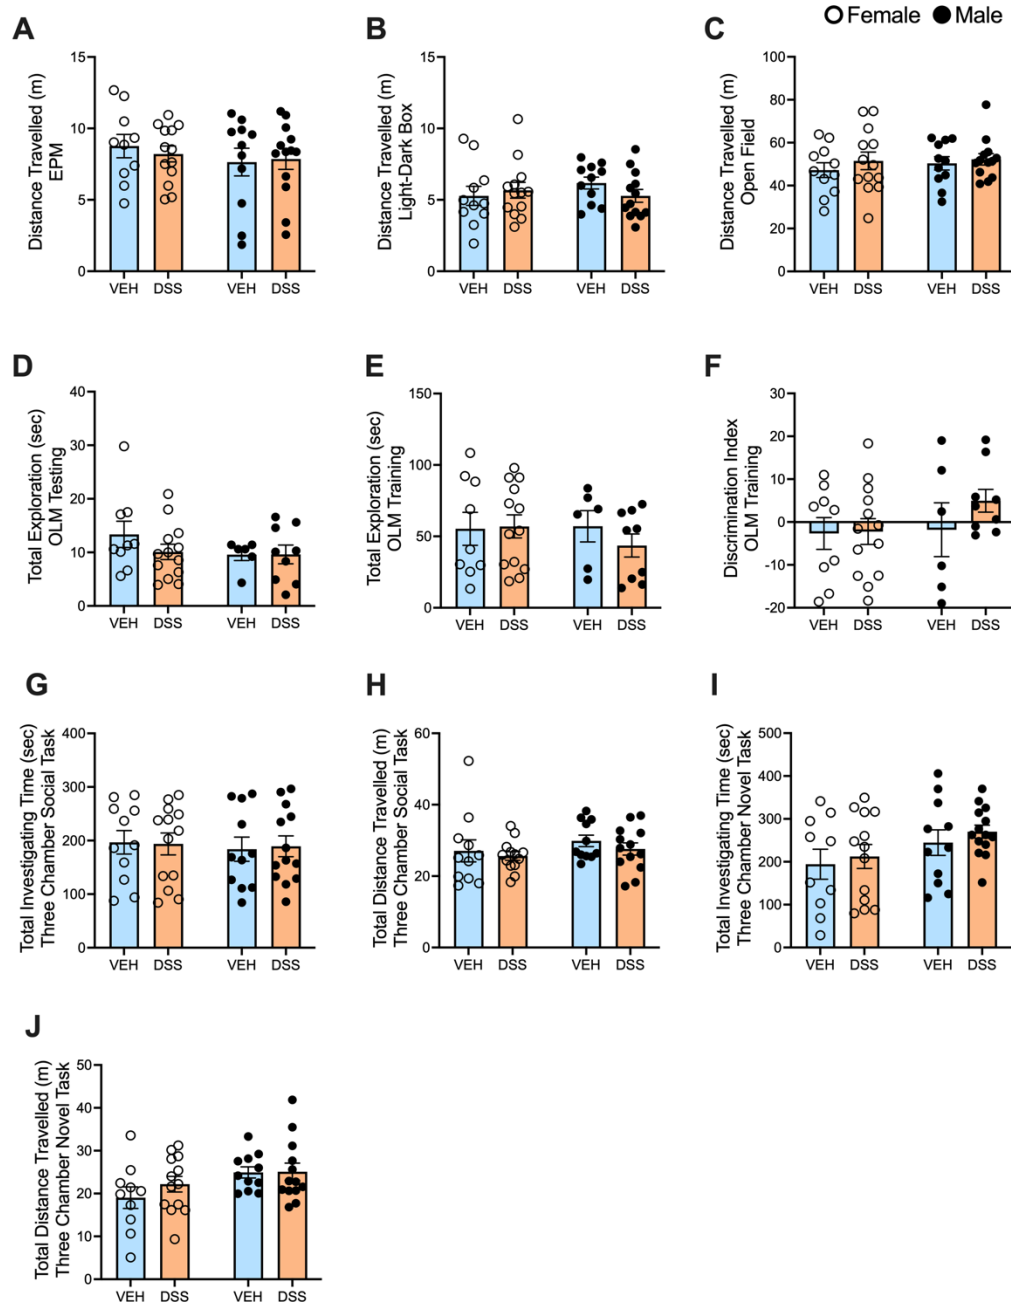 Female Male
A
Distance Travelled (m)
EPM
15
10
5
0
VEH DSS VEH DSS
B
Distance Travelled (m)
Light-Dark Box
15
10
5
0
VEH DSS VEH DSS
C
Distance Travelled (m)
Open Field
100
80
60
40
20
0
VEH DSS VEH DSS
D
Total Exploration (sec)
OLM Testing
40
30
20
10
0
VEH DSS VEH DSS
E
Total Exploration (sec)
OLM Training
150
100
50
0
VEH DSS VEH DSS
F
Discrimination Index
OLM Training
30
20
10
0
-10
-20
VEH DSS VEH DSS
G
Total Investigating Time (sec)
Three Chamber Social Task
400
300
200
100
0
VEH DSS VEH DSS
H
Total Distance Travelled (m)
Three Chamber Social Task
60
40
20
0
VEH DSS VEH DSS
I
Total Investigating Time (sec)
Three Chamber Novel Task
500
400
300
200
100
0
VEH DSS VEH DSS
J
Total Distance Travelled (m)
Three Chamber Novel Task
50
40
30
20
10
0
VEH DSS VEH DSS